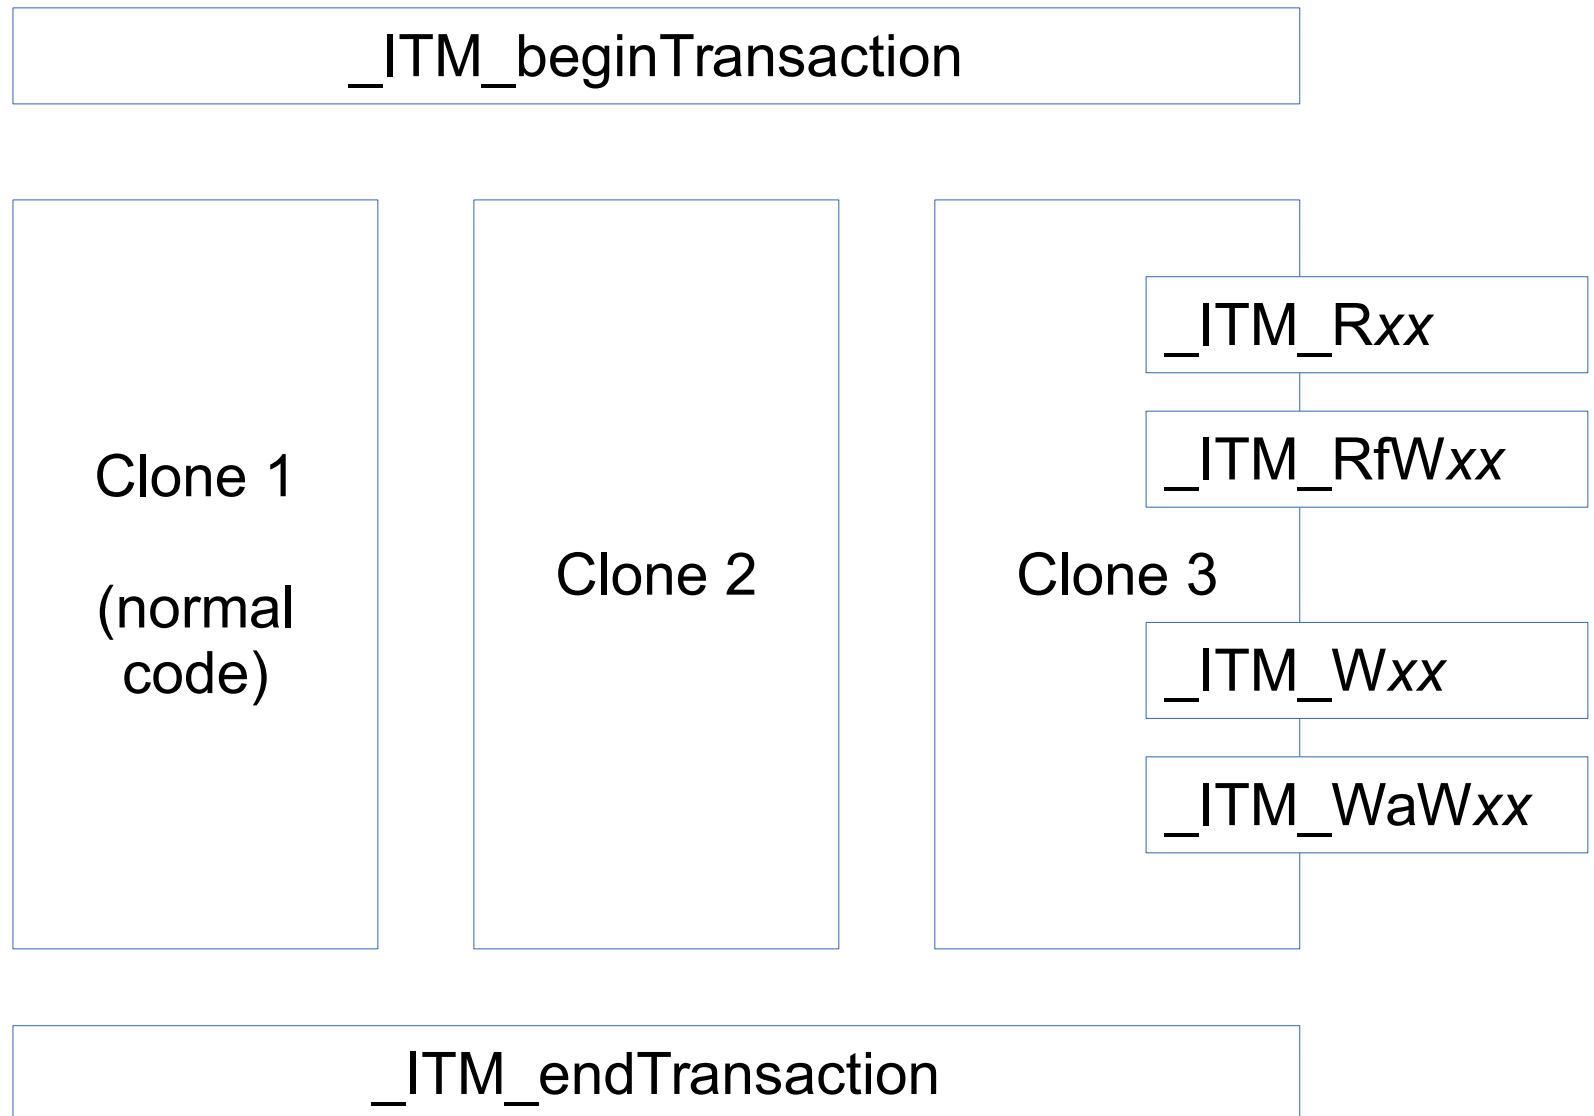 _ITM_beginTransaction
Clone 1
(normal
code)
Clone 2
Clone 3
_ITM_Rxx
_ITM_RfWxx
_ITM_Wxx
_ITM_WaWxx
_ITM_endTransaction